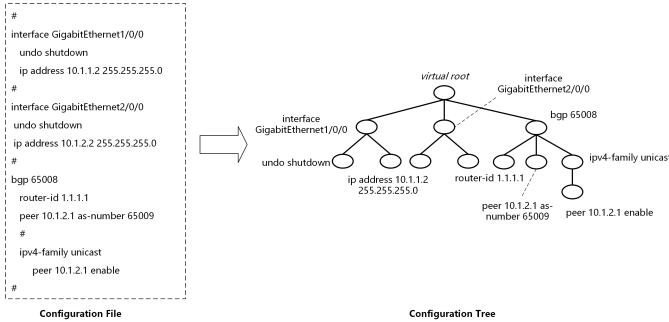 #
interface GigabitEthernet1/0/0
undo shutdown
ip address 10.1.1.2 255.255.255.0
#
interface GigabitEthernet2/0/0
undo shutdown
ip address 10.1.2.2 255.255.255.0
#
bgp 65008
router-id 1.1.1.1
peer 10.1.2.1 as-number 65009
#
ipv4-family unicast
peer 10.1.2.1 enable
#
Configuration File
virtual root
interface
GigabitEthernet2/0/0
interface
GigabitEthernet1/0/0
bgp 65008
undo shutdown
ip address 10.1.1.2
255.255.255.0
router-id 1.1.1.1
ipv4-family unicast
peer 10.1.2.1 as-
number 65009
peer 10.1.2.1 enable
Configuration Tree